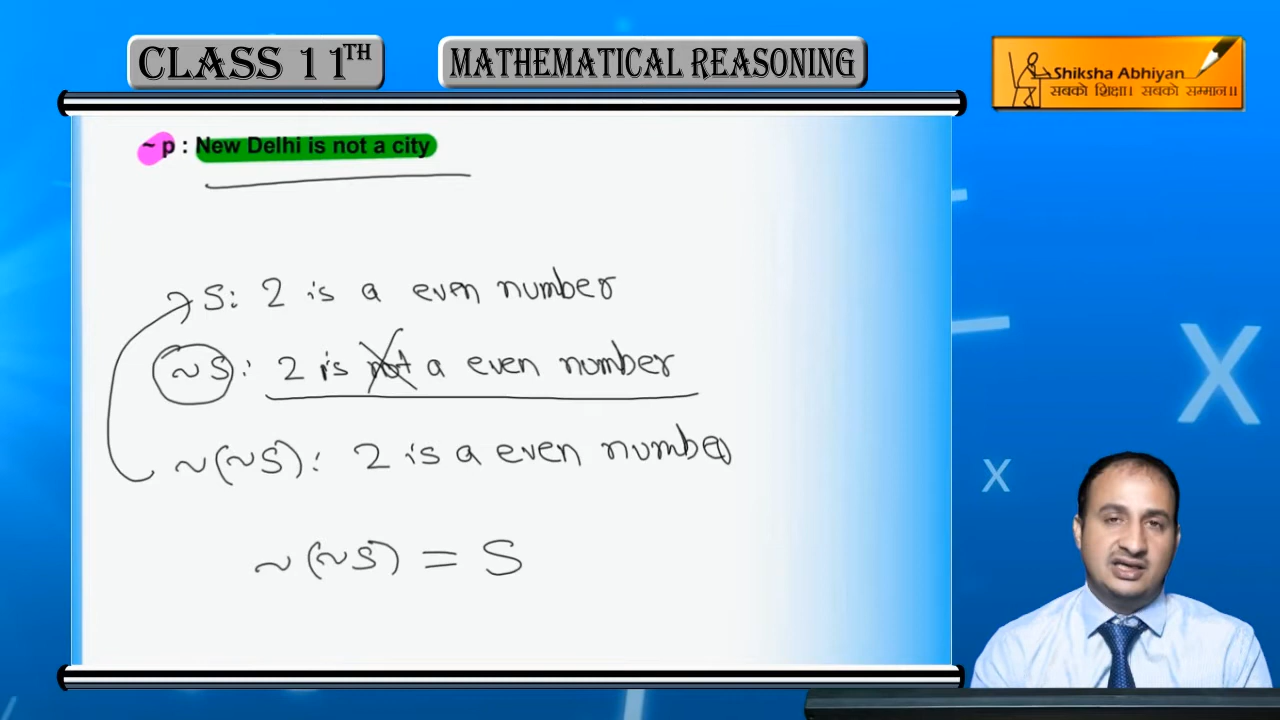 CLASS 11TH
MATHEMATICAL REASONING
Shiksha Abhiyan
सबको शिक्षा। सबको सम्मान॥
~ p : New Delhi is not a city
S: 2 is a even number
~S: 2 is not a even number
~(~S): 2 is a even number
~(~S) = S
X
X